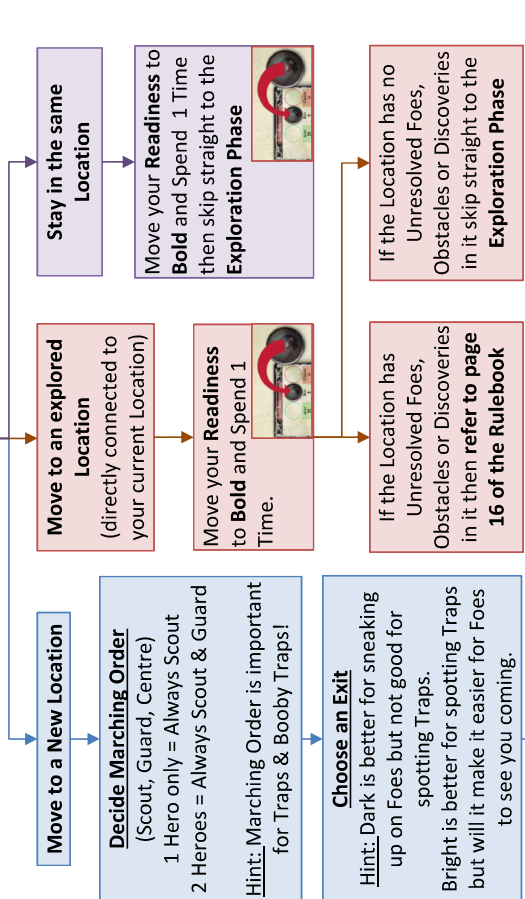 Move to a New Location
Decide Marching Order
(Scout, Guard, Centre)
1 Hero only = Always Scout
2 Heroes = Always Scout & Guard
Hint: Marching Order is important
for Traps & Booby Traps!
Choose an Exit
Hint: Dark is better for sneaking
up on Foes but not good for
spotting Traps.
Bright is better for spotting Traps
but will it make it easier for Foes
to see you coming.
Move to an explored
Location
(directly connected to
your current Location)
Move your Readiness
to Bold and Spend 1
Time.
If the Location has
Unresolved Foes,
Obstacles or Discoveries
in it then refer to page
16 of the Rulebook
Stay in the same
Location
Move your Readiness to
Bold and Spend 1 Time
then skip straight to the
Exploration Phase
If the Location has no
Unresolved Foes,
Obstacles or Discoveries
in it skip straight to the
Exploration Phase